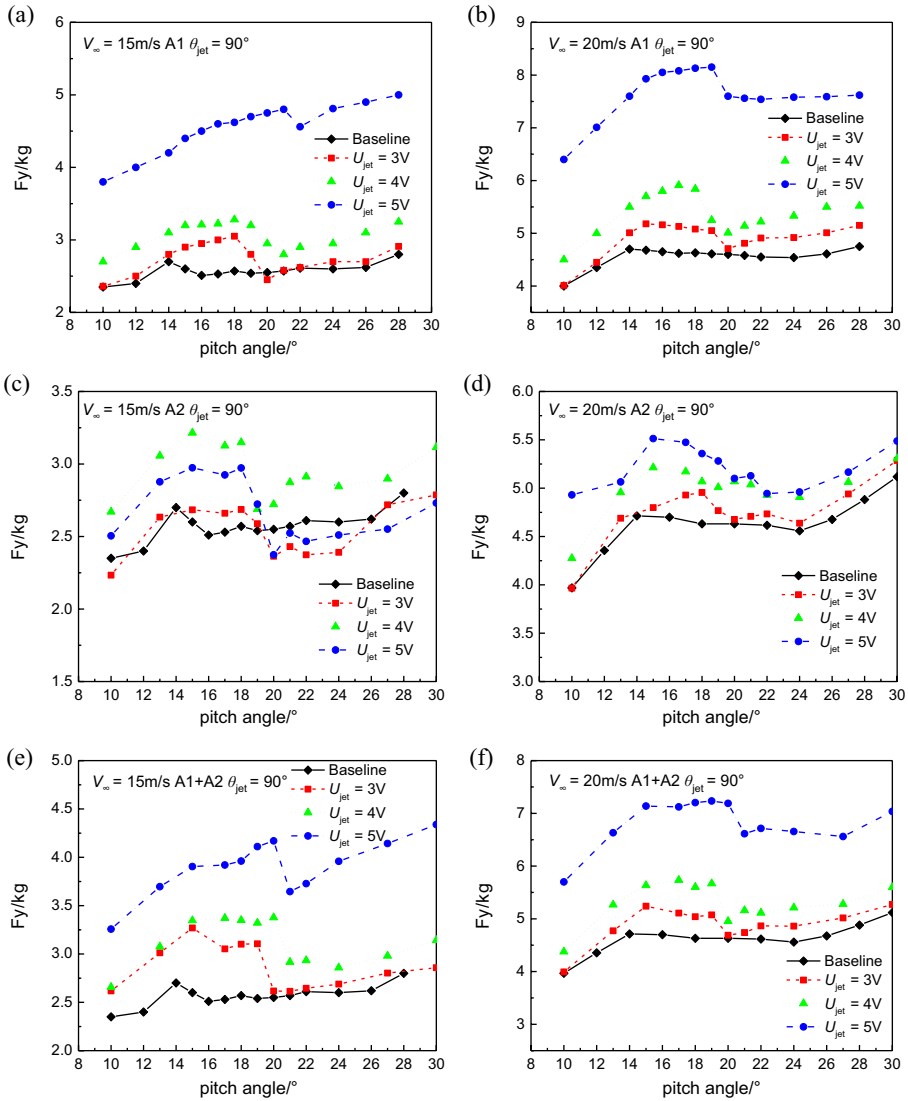 (a)
V∞ = 15m/s A1 θjet = 90°
Fy/kg
6
5
4
3
2
Baseline
Ujet = 3V
Ujet = 4V
Ujet = 5V
8 10 12 14 16 18 20 22 24 26 28 30
pitch angle/°
(b)
V∞ = 20m/s A1 θjet = 90°
Fy/kg
9
8
7
6
5
4
Baseline
Ujet = 3V
Ujet = 4V
Ujet = 5V
8 10 12 14 16 18 20 22 24 26 28 30
pitch angle/°
(c)
V∞ = 15m/s A2 θjet = 90°
Fy/kg
3.5
3.0
2.5
2.0
1.5
Baseline
Ujet = 3V
Ujet = 4V
Ujet = 5V
8 10 12 14 16 18 20 22 24 26 28 30
pitch angle/°
(d)
V∞ = 20m/s A2 θjet = 90°
Fy/kg
6.0
5.5
5.0
4.5
4.0
3.5
3.0
Baseline
Ujet = 3V
Ujet = 4V
Ujet = 5V
8 10 12 14 16 18 20 22 24 26 28 30
pitch angle/°
(e)
V∞ = 15m/s A1+A2 θjet = 90°
Fy/kg
5.0
4.5
4.0
3.5
3.0
2.5
2.0
Baseline
Ujet = 3V
Ujet = 4V
Ujet = 5V
8 10 12 14 16 18 20 22 24 26 28 30
pitch angle/°
(f)
V∞ = 20m/s A1+A2 θjet = 90°
Fy/kg
8
7
6
5
4
3
Baseline
Ujet = 3V
Ujet = 4V
Ujet = 5V
8 10 12 14 16 18 20 22 24 26 28 30
pitch angle/°